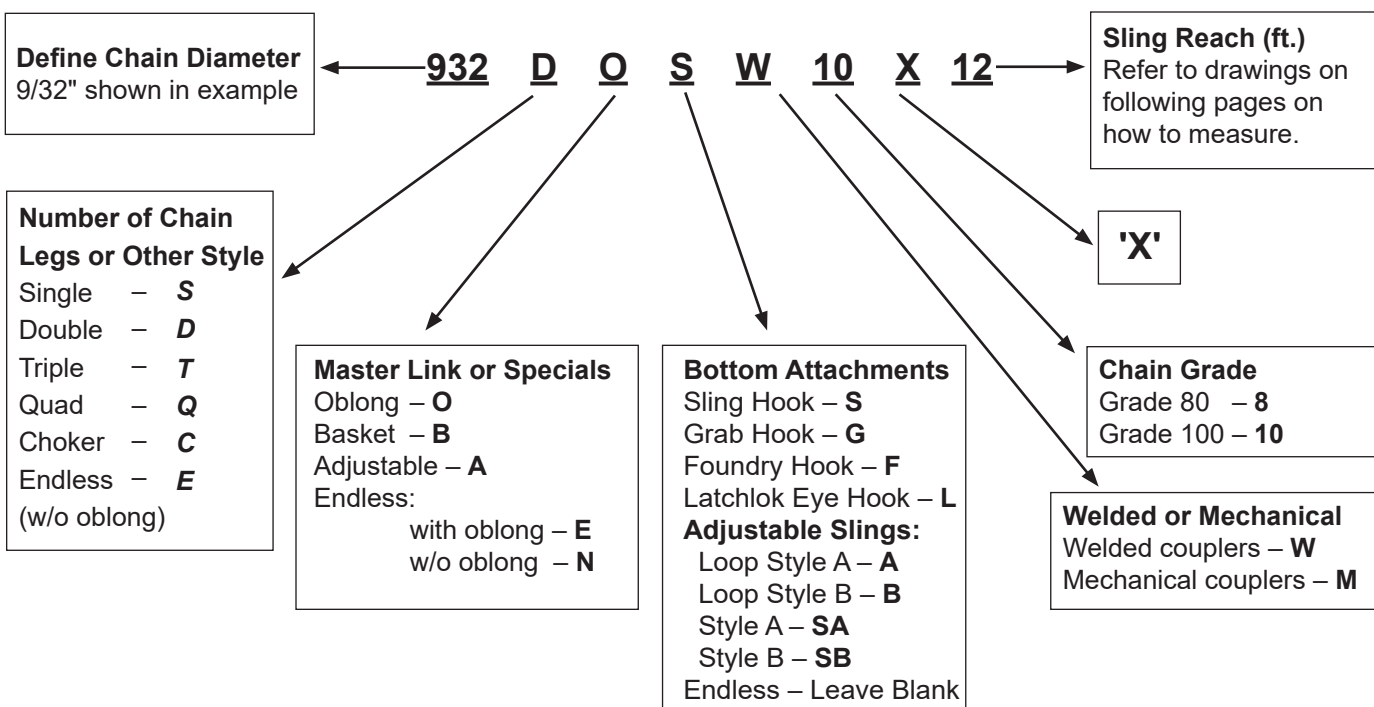 Define Chain Diameter
9/32" shown in example
932 D O S W 10 X 12
Sling Reach (ft.)
Refer to drawings on
following pages on
how to measure.
Number of Chain
Legs or Other Style
Single – S
Double – D
Triple – T
Quad – Q
Choker – C
Endless – E
(w/o oblong)
Master Link or Specials
Oblong – O
Basket – B
Adjustable – A
Endless:
with oblong – E
w/o oblong – N
Bottom Attachments
Sling Hook – S
Grab Hook – G
Foundry Hook – F
Latchlok Eye Hook – L
Adjustable Slings:
Loop Style A – A
Loop Style B – B
Style A – SA
Style B – SB
Endless – Leave Blank
'X'
Chain Grade
Grade 80 – 8
Grade 100 – 10
Welded or Mechanical
Welded couplers – W
Mechanical couplers – M